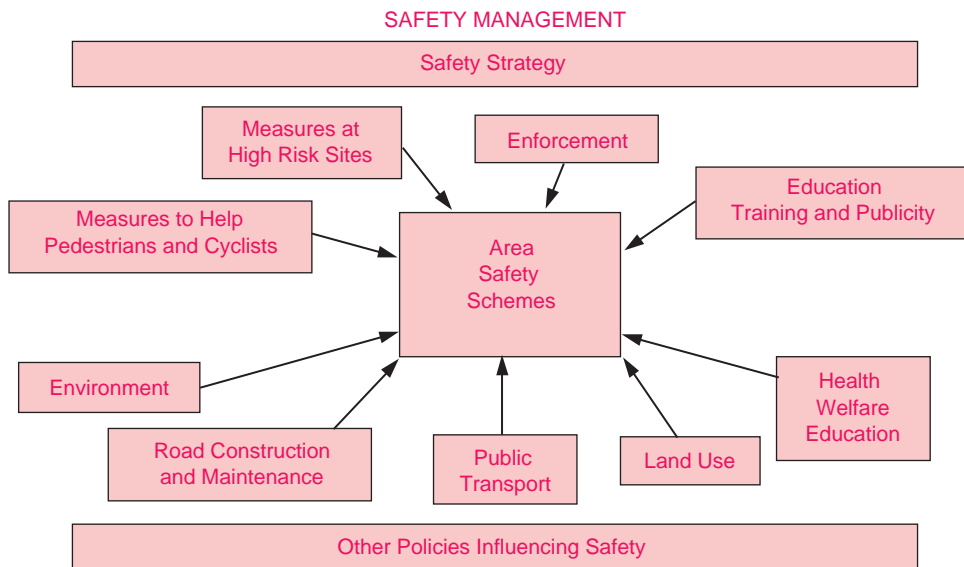 SAFETY MANAGEMENT
Safety Strategy
Measures at
High Risk Sites
Enforcement
Education
Training and Publicity
Measures to Help
Pedestrians and Cyclists
Area
Safety
Schemes
Environment
Road Construction
and Maintenance
Public
Transport
Land Use
Health
Welfare
Education
Other Policies Influencing Safety